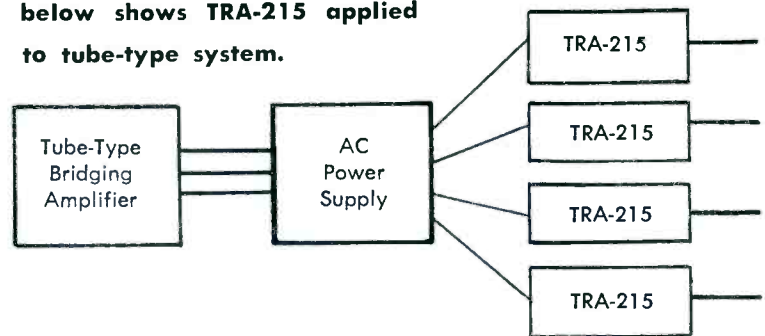 below shows TRA-215 applied
to tube-type system.
Tube-Type
Bridging
Amplifier
AC
Power
Supply
TRA-215
TRA-215
TRA-215
TRA-215